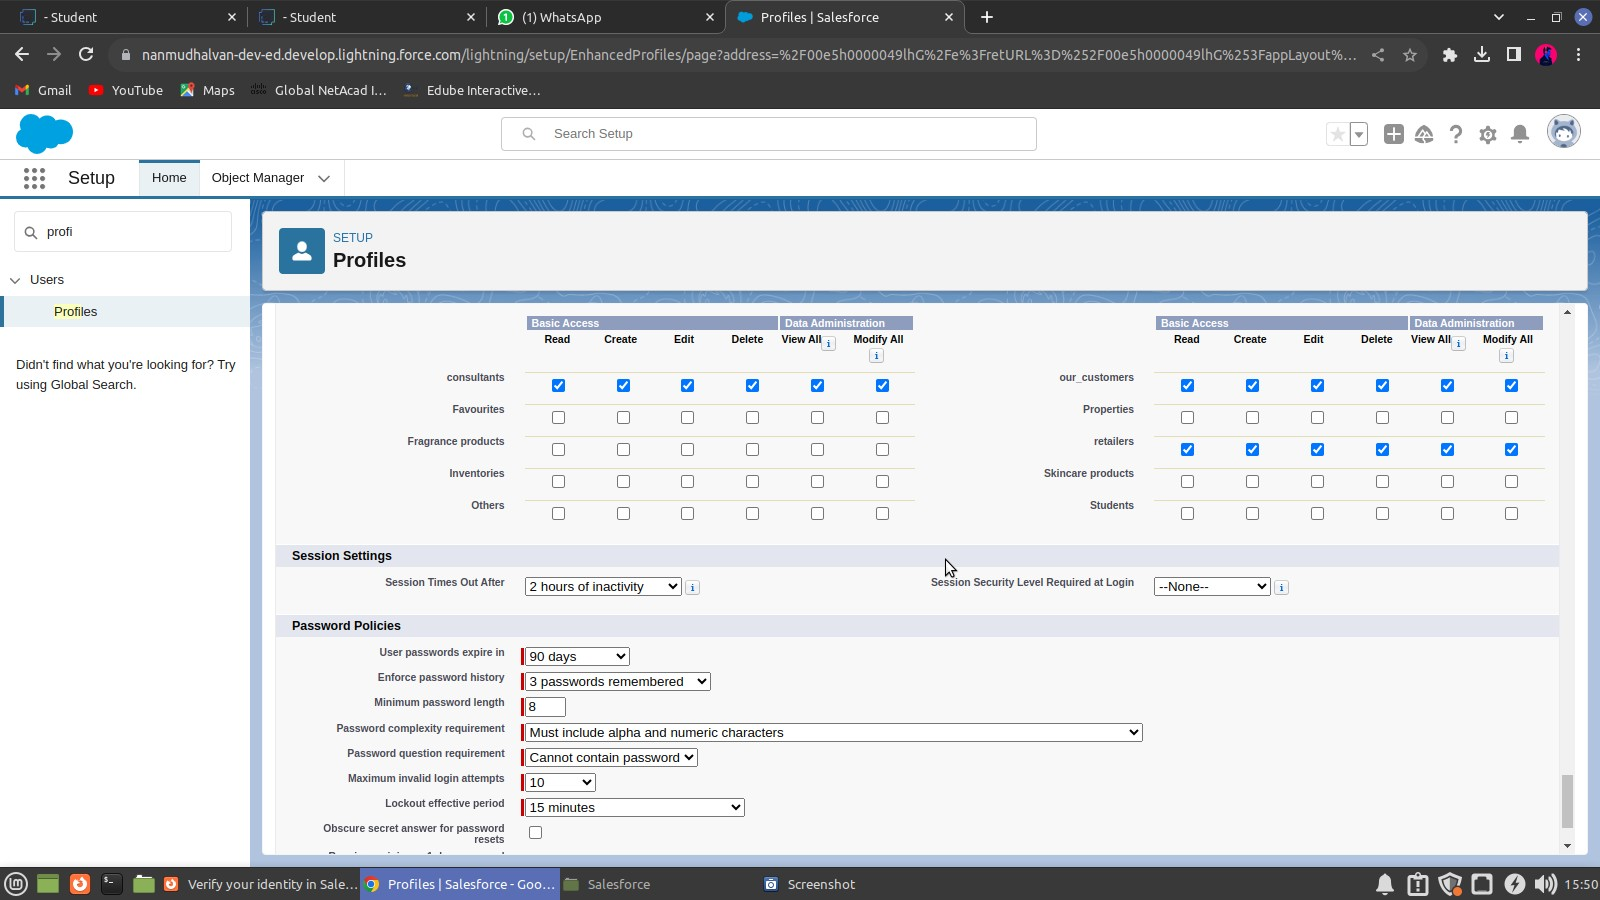 - Student
- Student
(1) WhatsApp
Profiles | Salesforce
nanmudhalvan-dev-ed.develop.lightning.force.com/lightning/setup/EnhancedProfiles/page?address=%2F00e5h0000049lhG%2Fe%3FretURL%3D%252F00e5h0000049lhG%253FappLayout%...
Gmail
YouTube
Maps
Global NetAcad I...
Edube Interactive...
Search Setup
Setup
Home
Object Manager
profi
Users
Profiles
Didn't find what you're looking for? Try
using Global Search.
SETUP
Profiles
Basic Access Data Administration Basic Access Data Administration
Read Create Edit Delete View All i Modify All i Read Create Edit Delete View All i Modify All i
consultants our_customers
Favourites Properties
Fragrance products retailers
Inventories Skincare products
Others Students
Session Settings
Session Times Out After 2 hours of inactivity i Session Security Level Required at Login --None-- i
Password Policies
User passwords expire in 90 days
Enforce password history 3 passwords remembered
Minimum password length 8
Password complexity requirement Must include alpha and numeric characters
Password question requirement Cannot contain password
Maximum invalid login attempts 10
Lockout effective period 15 minutes
Obscure secret answer for password
resets
Verify your identity in Sale...
Profiles | Salesforce - Goo...
Salesforce
Screenshot
15:50